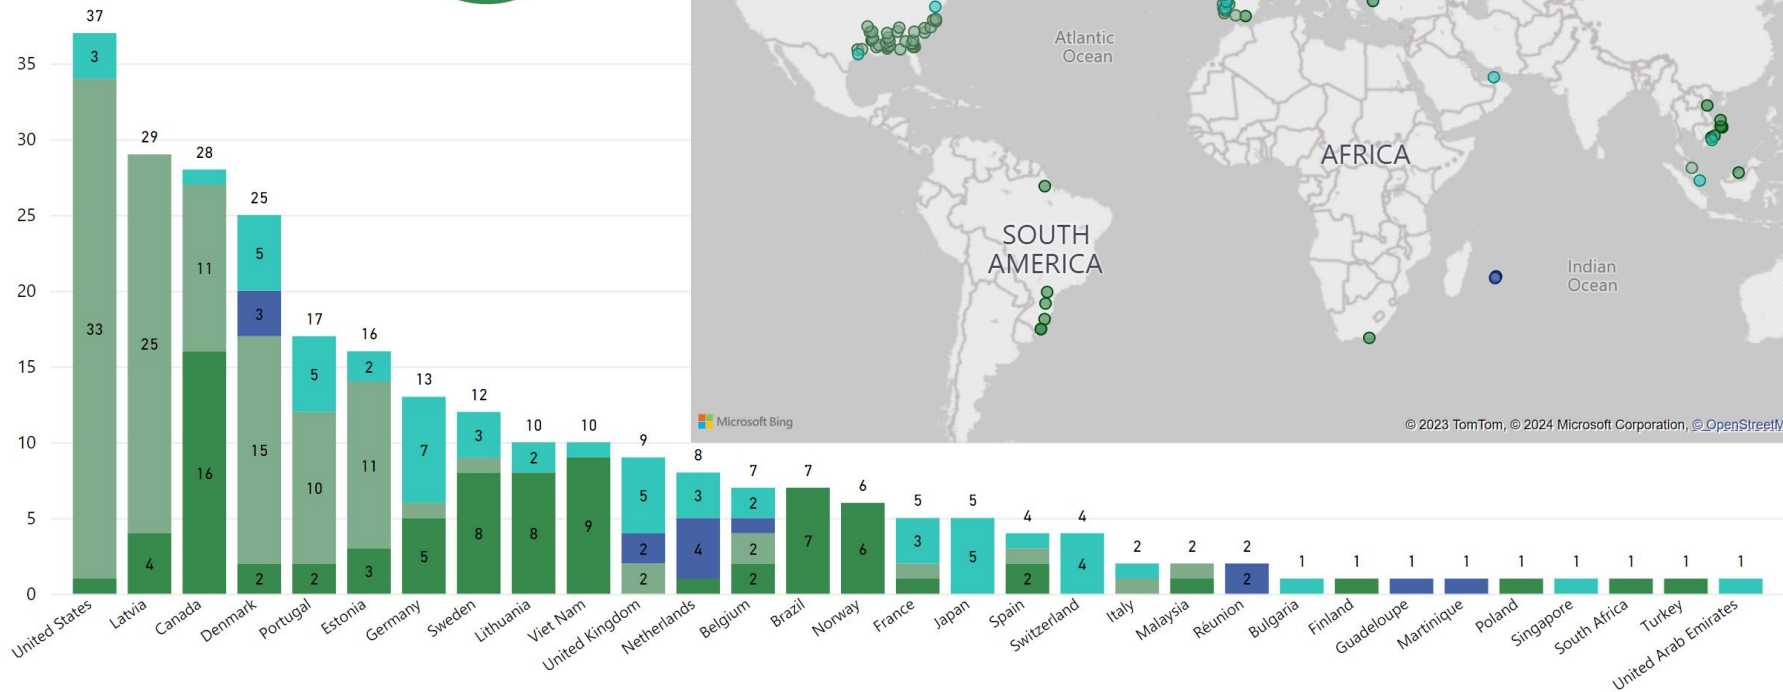 37
35
30
25
20
15
10
5
0
3
33
29
25
4
28
11
16
25
5
3
15
2
17
5
10
2
16
2
11
3
13
7
5
12
3
8
10
2
8
10
9
9
5
2
2
8
3
4
7
2
2
2
7
7
6
6
5
3
5
5
4
2
4
4
2
2
2
2
1
1
1
1
1
1
1
1
1
United States
Latvia
Canada
Denmark
Portugal
Estonia
Germany
Sweden
Lithuania
Viet Nam
United Kingdom
Netherlands
Belgium
Brazil
Norway
France
Japan
Spain
Switzerland
Italy
Malaysia
Réunion
Bulgaria
Finland
Guadeloupe
Martinique
Poland
Singapore
South Africa
Turkey
United Arab Emirates
Atlantic
Ocean
AFRICA
SOUTH
AMERICA
Indian
Ocean
Microsoft Bing
© 2023 TomTom, © 2024 Microsoft Corporation, © OpenStreetM